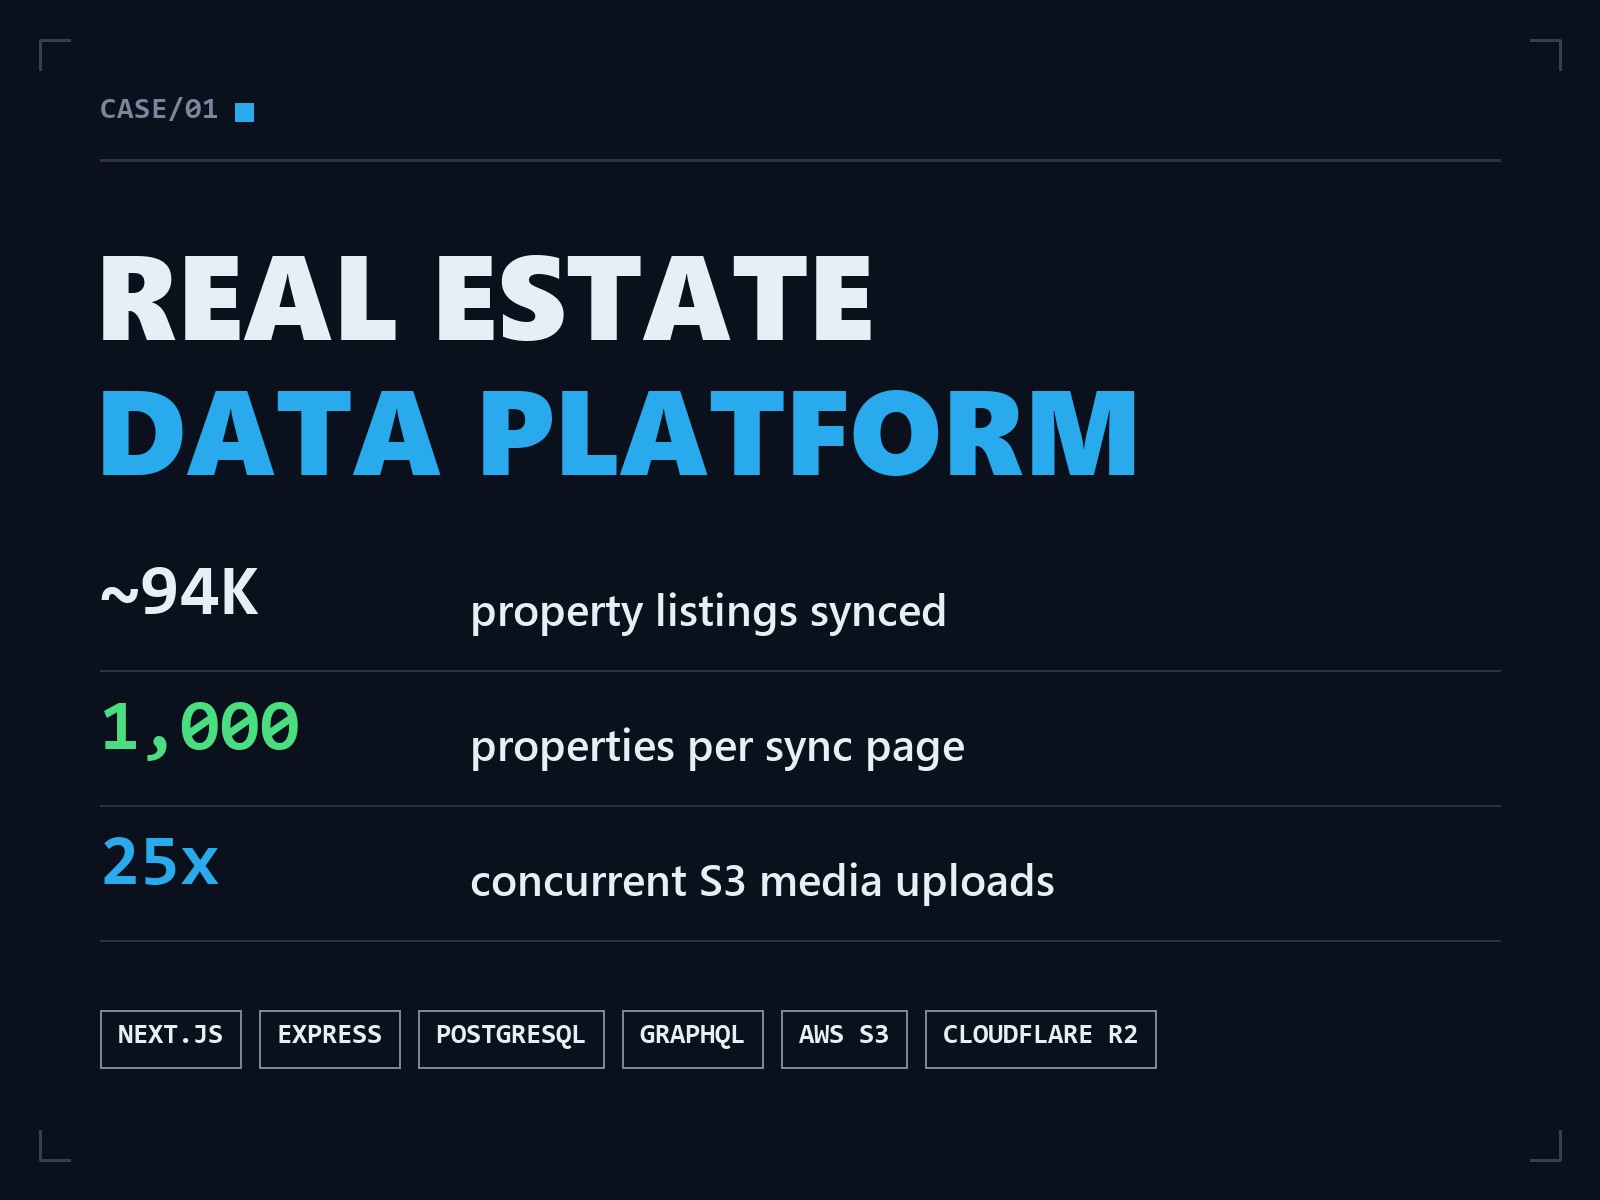 CASE/01
REAL ESTATE
DATA PLATFORM
~94K property listings synced
1,000 properties per sync page
25x concurrent S3 media uploads
NEXT.JS EXPRESS POSTGRESQL GRAPHQL AWS S3 CLOUDFLARE R2